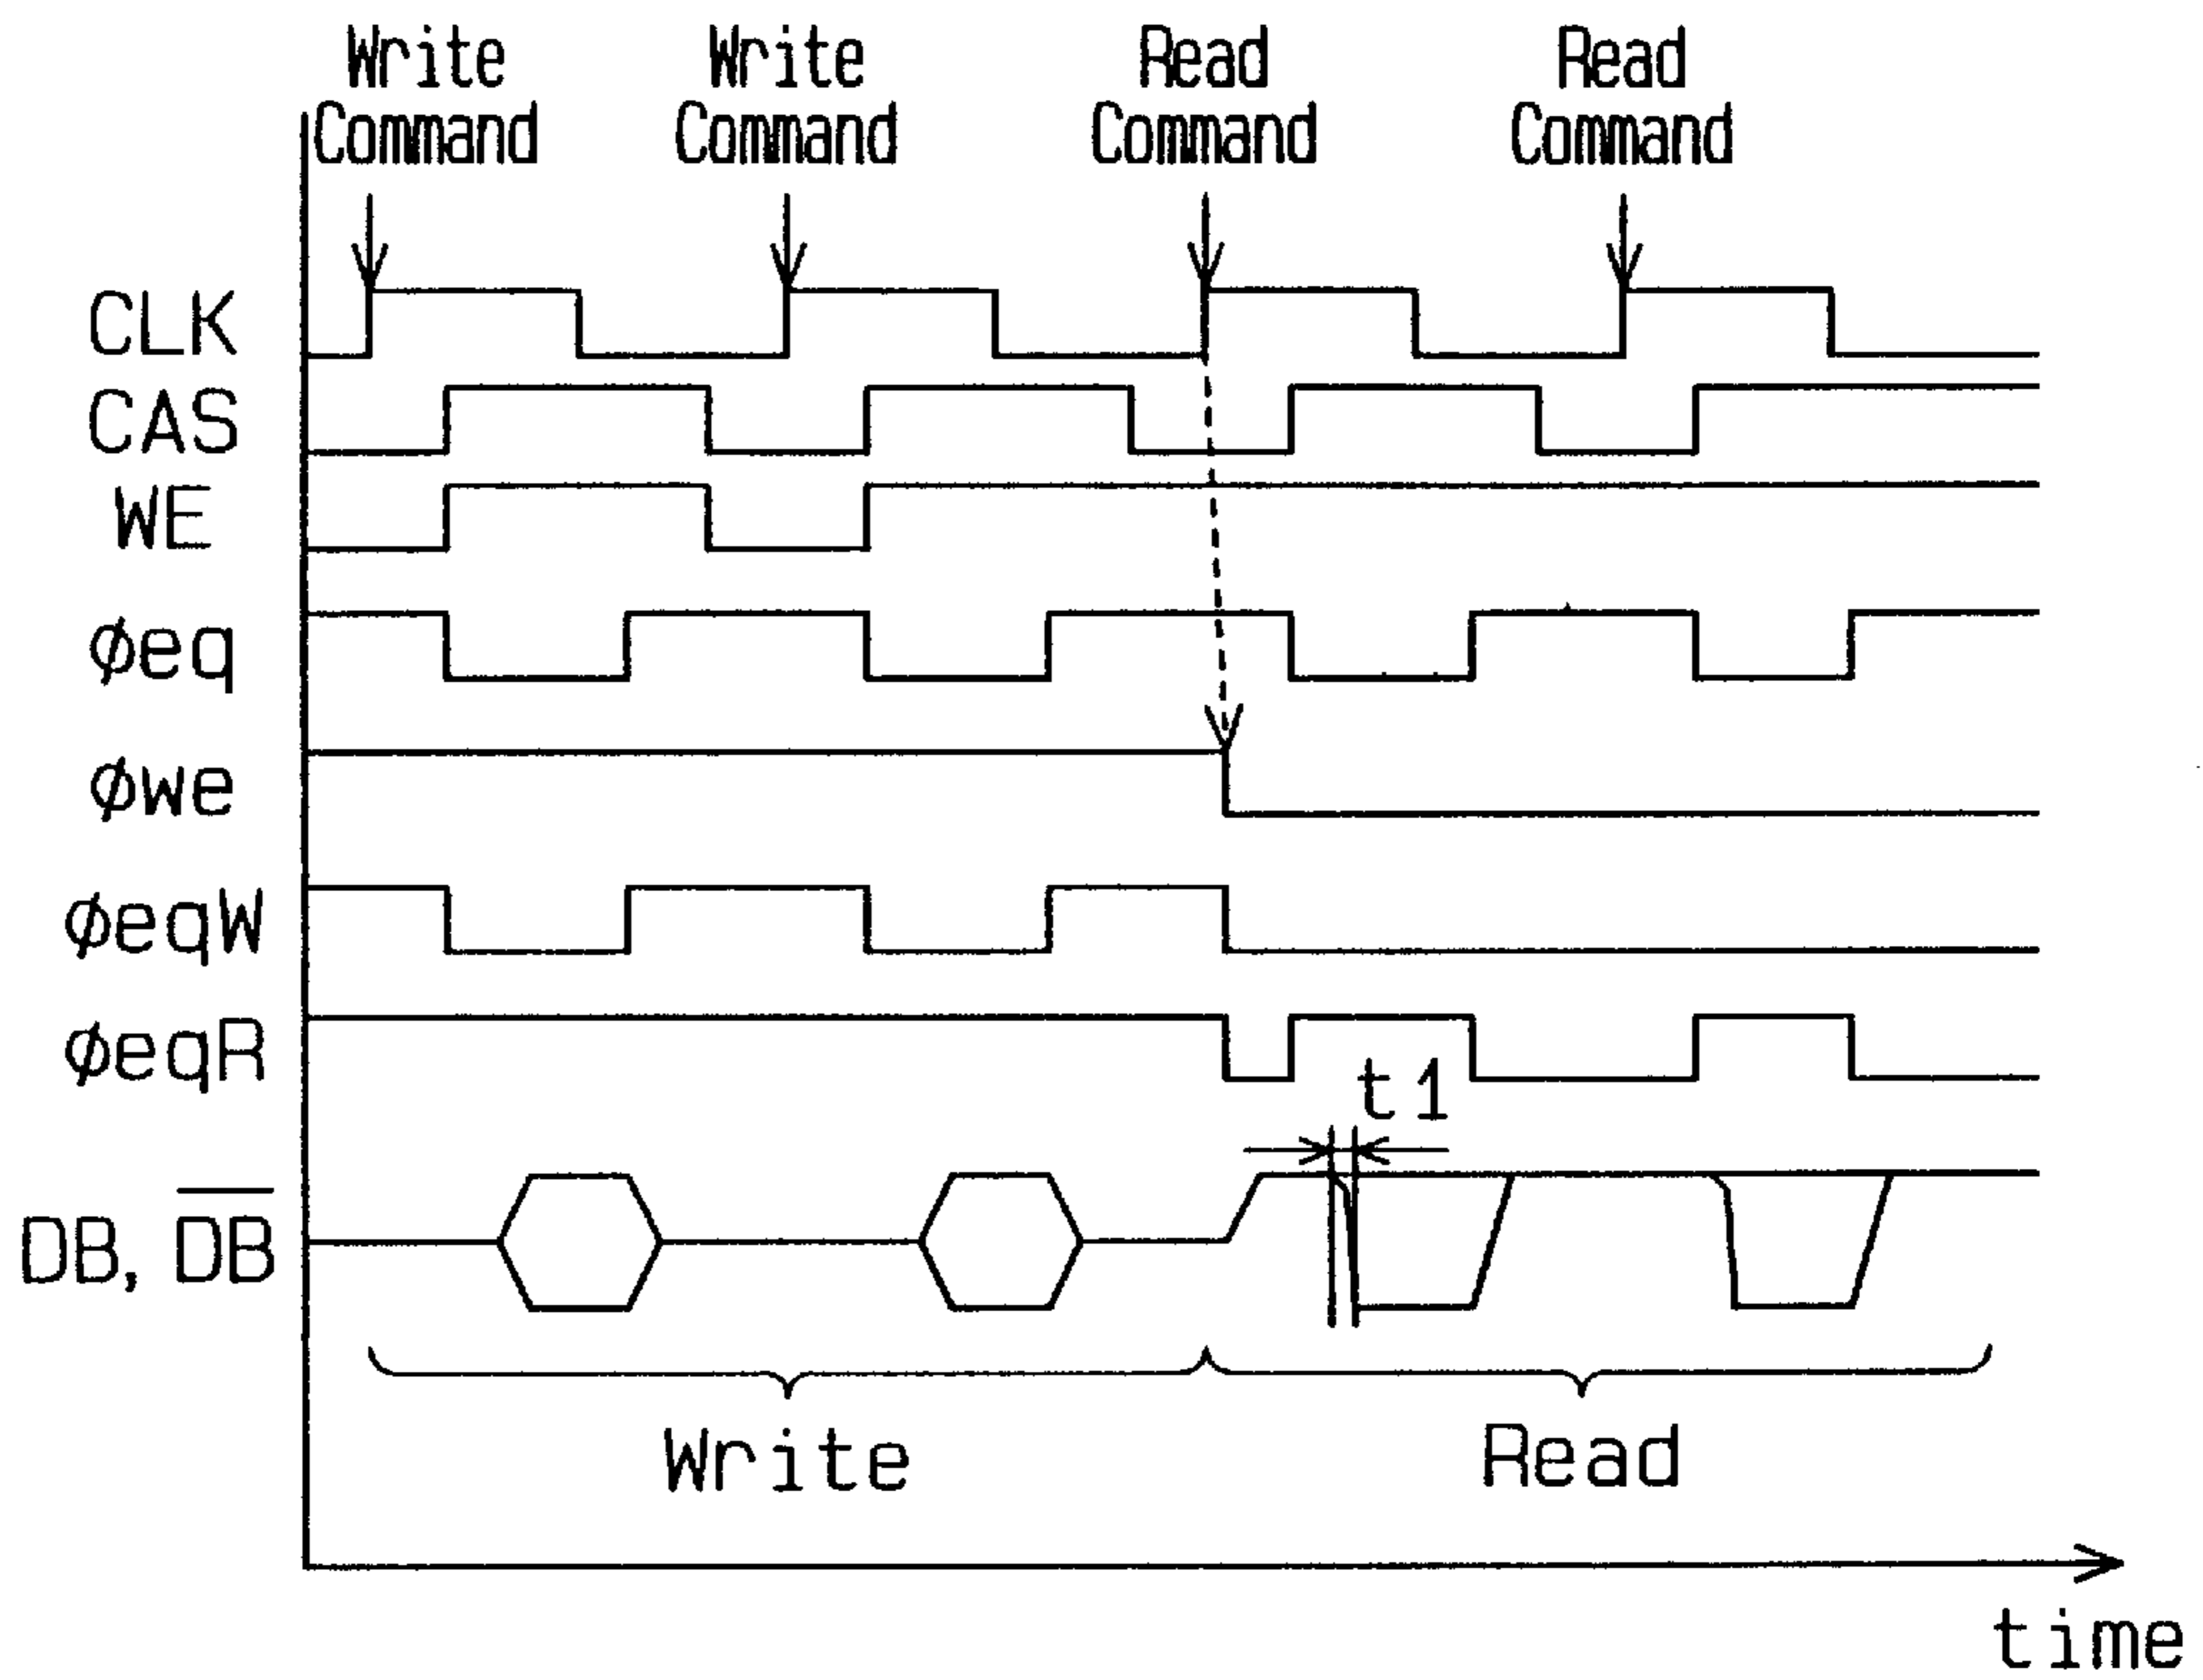 Write Write Read Read
Command Command Command Command
CLK
CAS
WE
φeq
φwe
φeqW
φeqR
t1
DB, D̅B̅
Write Read
time